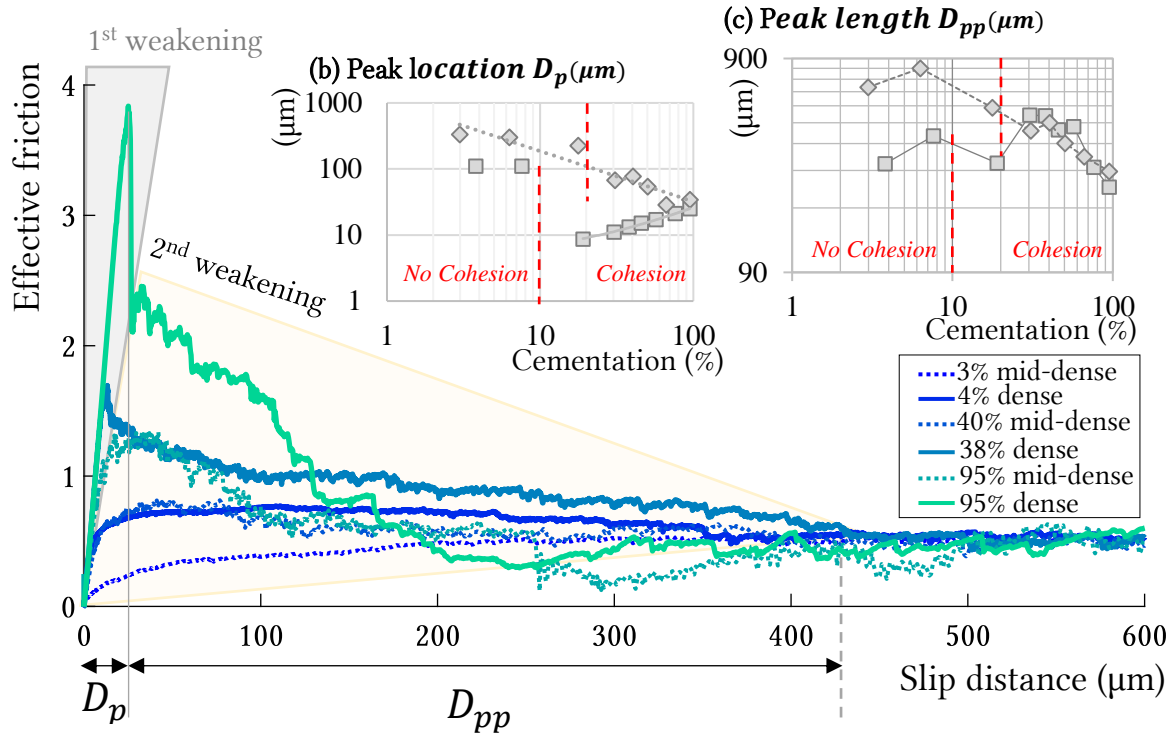 1st weakening
(b) Peak location Dp(μm)
(c) Peak length Dpp(μm)
Effective friction
4
3
2
1
0
2nd weakening
(μm)
1000
100
10
1
No Cohesion
Cohesion
1
10
100
Cementation (%)
(μm)
900
90
No Cohesion
Cohesion
1
10
100
Cementation (%)
3% mid-dense
4% dense
40% mid-dense
38% dense
95% mid-dense
95% dense
0
100
200
300
400
500
600
Slip distance (μm)
Dp
Dpp